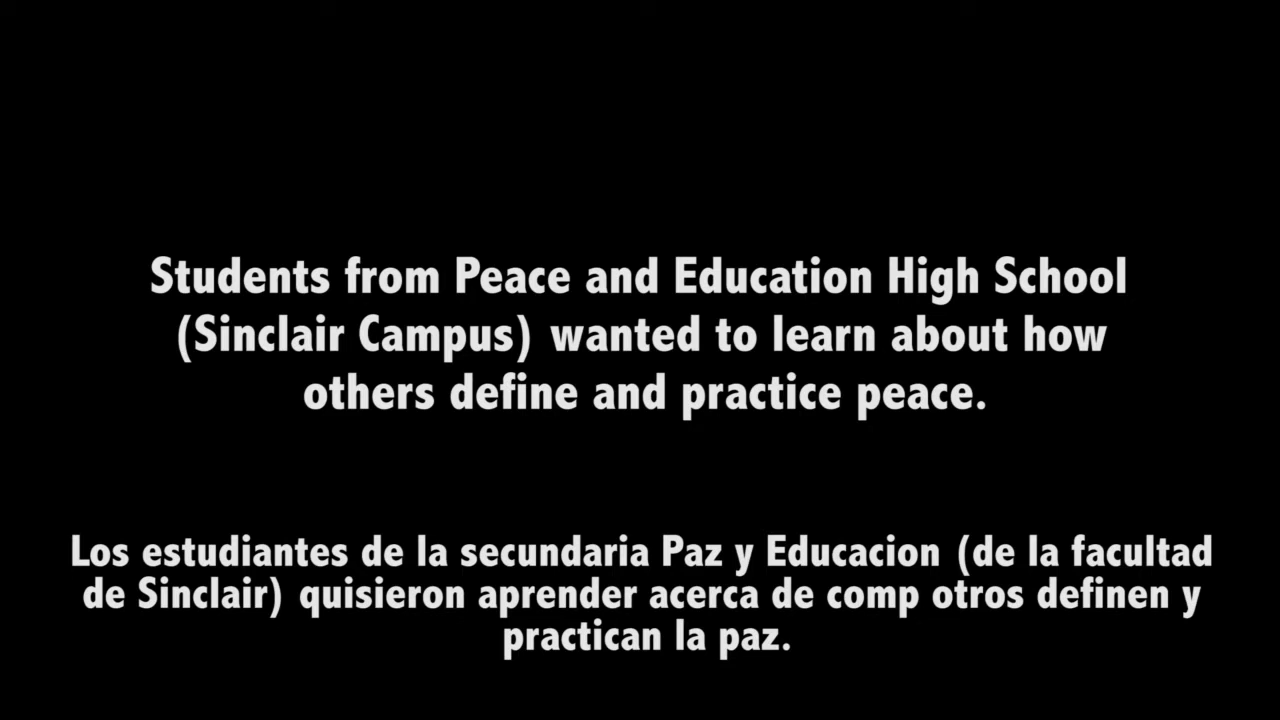 Students from Peace and Education High School
(Sinclair Campus) wanted to learn about how
others define and practice peace.
Los estudiantes de la secundaria Paz y Educacion (de la facultad
de Sinclair) quisieron aprender acerca de comp otros definen y
practican la paz.